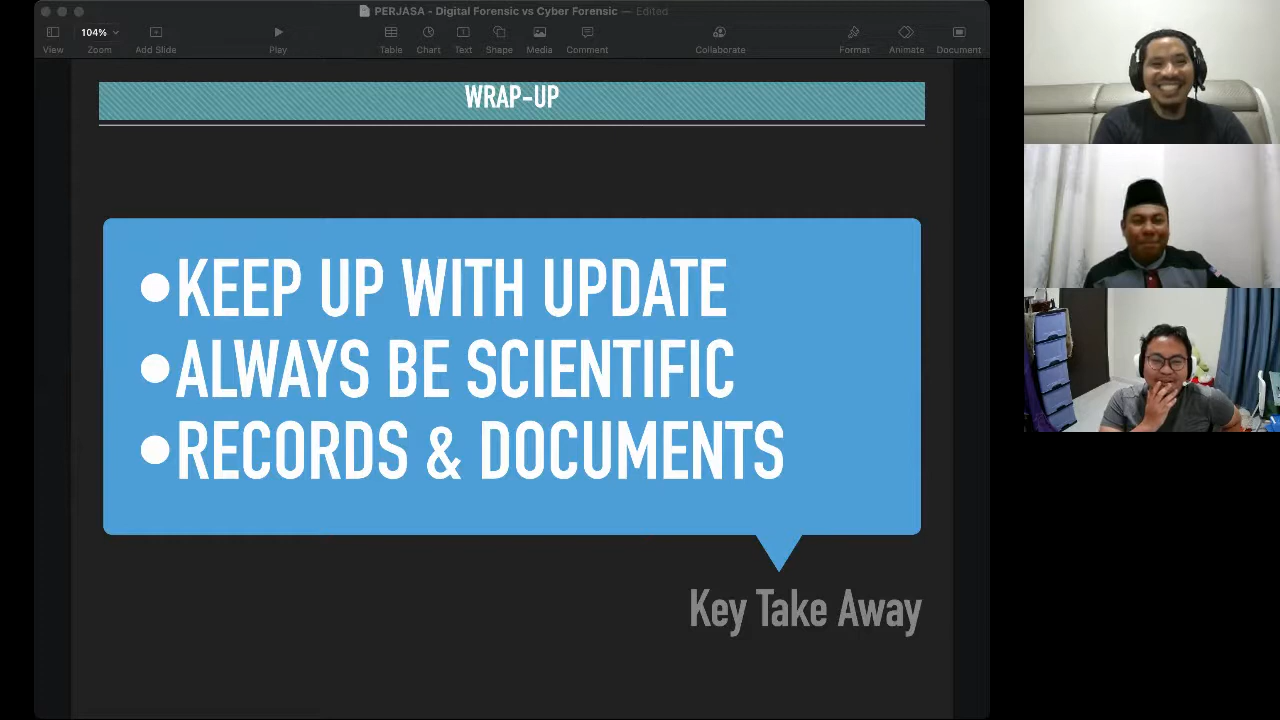 PERJASA - Digital Forensic vs Cyber Forensic — Edited
104%
View
Zoom
Add Slide
Play
Table
Chart
Text
Shape
Media
Comment
Collaborate
Format
Animate
Document
WRAP-UP
•KEEP UP WITH UPDATE
•ALWAYS BE SCIENTIFIC
•RECORDS & DOCUMENTS
Key Take Away